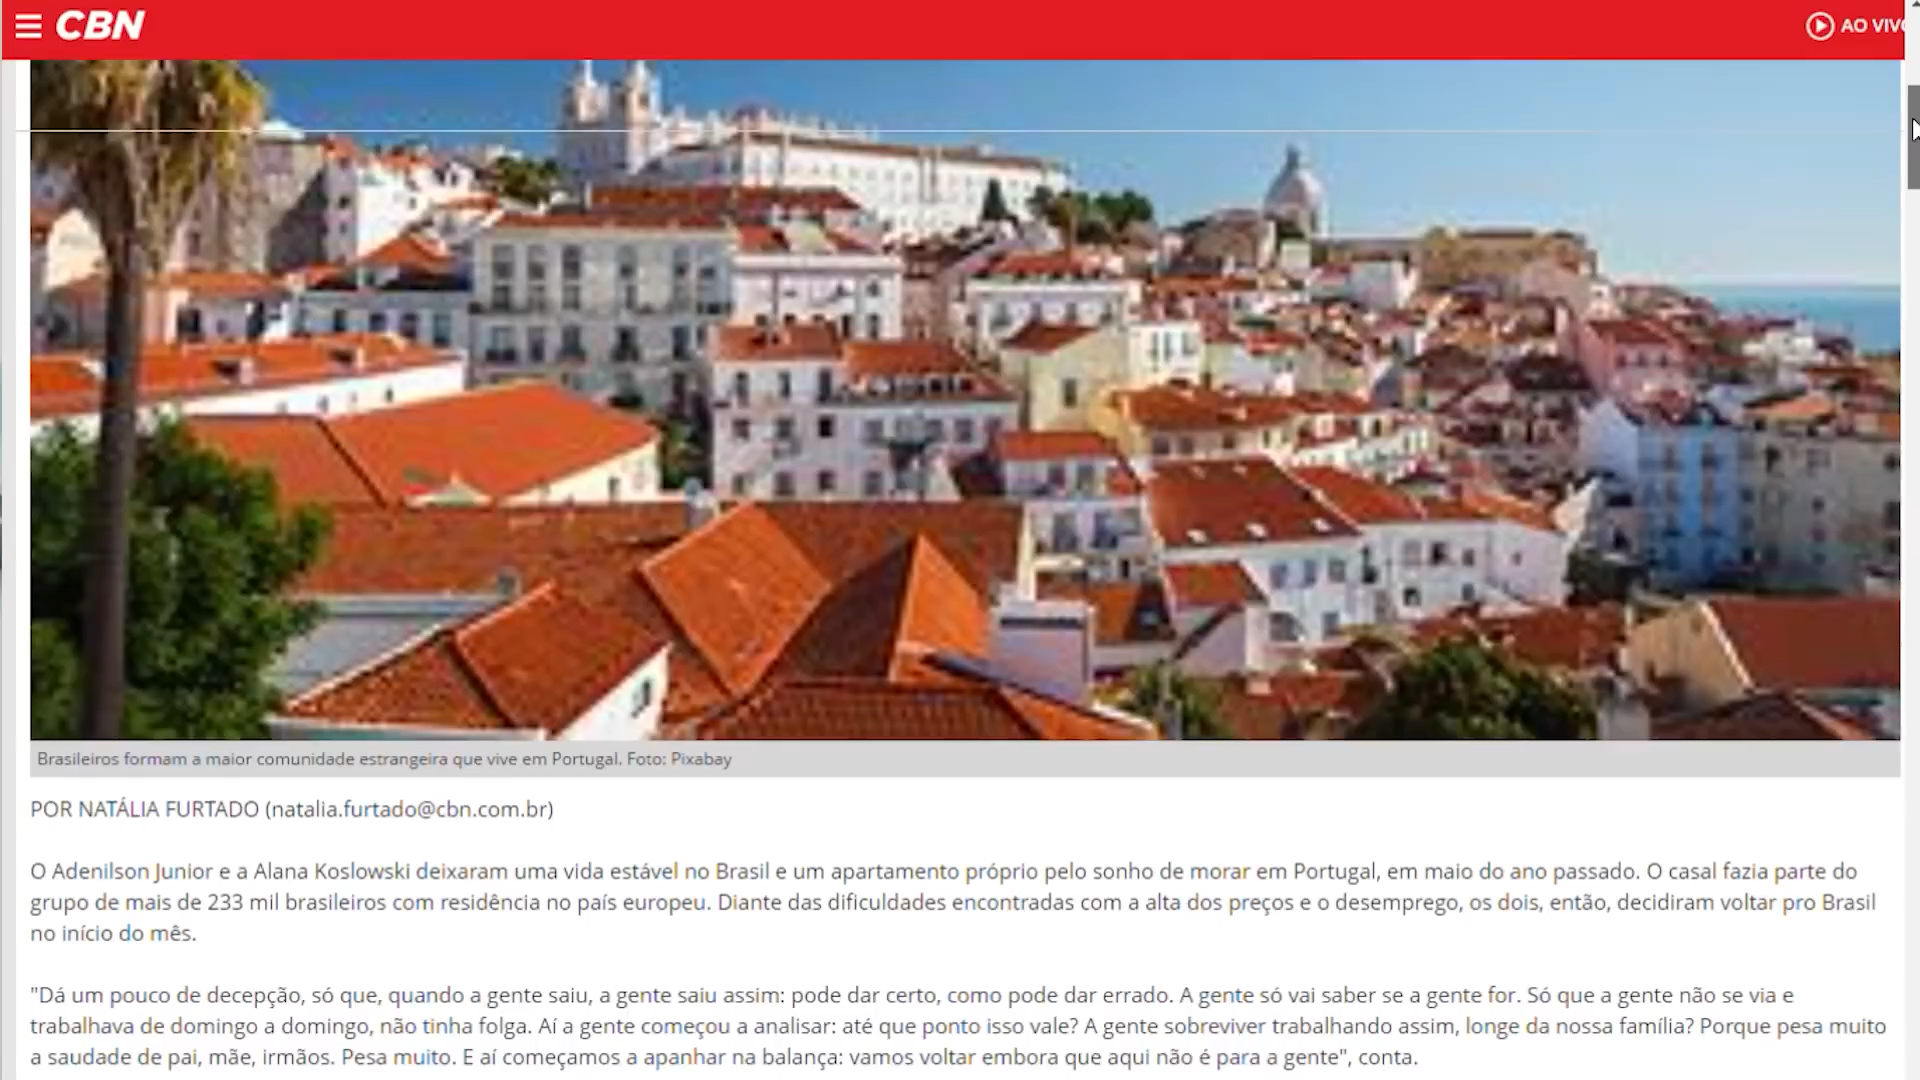 CBN
AO VIVO
Brasileiros formam a maior comunidade estrangeira que vive em Portugal. Foto: Pixabay
POR NATÁLIA FURTADO (natalia.furtado@cbn.com.br)
O Adenilson Junior e a Alana Koslowski deixaram uma vida estável no Brasil e um apartamento próprio pelo sonho de morar em Portugal, em maio do ano passado. O casal fazia parte do
grupo de mais de 233 mil brasileiros com residência no país europeu. Diante das dificuldades encontradas com a alta dos preços e o desemprego, os dois, então, decidiram voltar pro Brasil
no início do mês.
"Dá um pouco de decepção, só que, quando a gente saiu, a gente saiu assim: pode dar certo, como pode dar errado. A gente só vai saber se a gente for. Só que a gente não se via e
trabalhava de domingo a domingo, não tinha folga. Aí a gente começou a analisar: até que ponto isso vale? A gente sobreviver trabalhando assim, longe da nossa família? Porque pesa muito
a saudade de pai, mãe, irmãos. Pesa muito. E aí começamos a apanhar na balança: vamos voltar embora que aqui não é para a gente", conta.